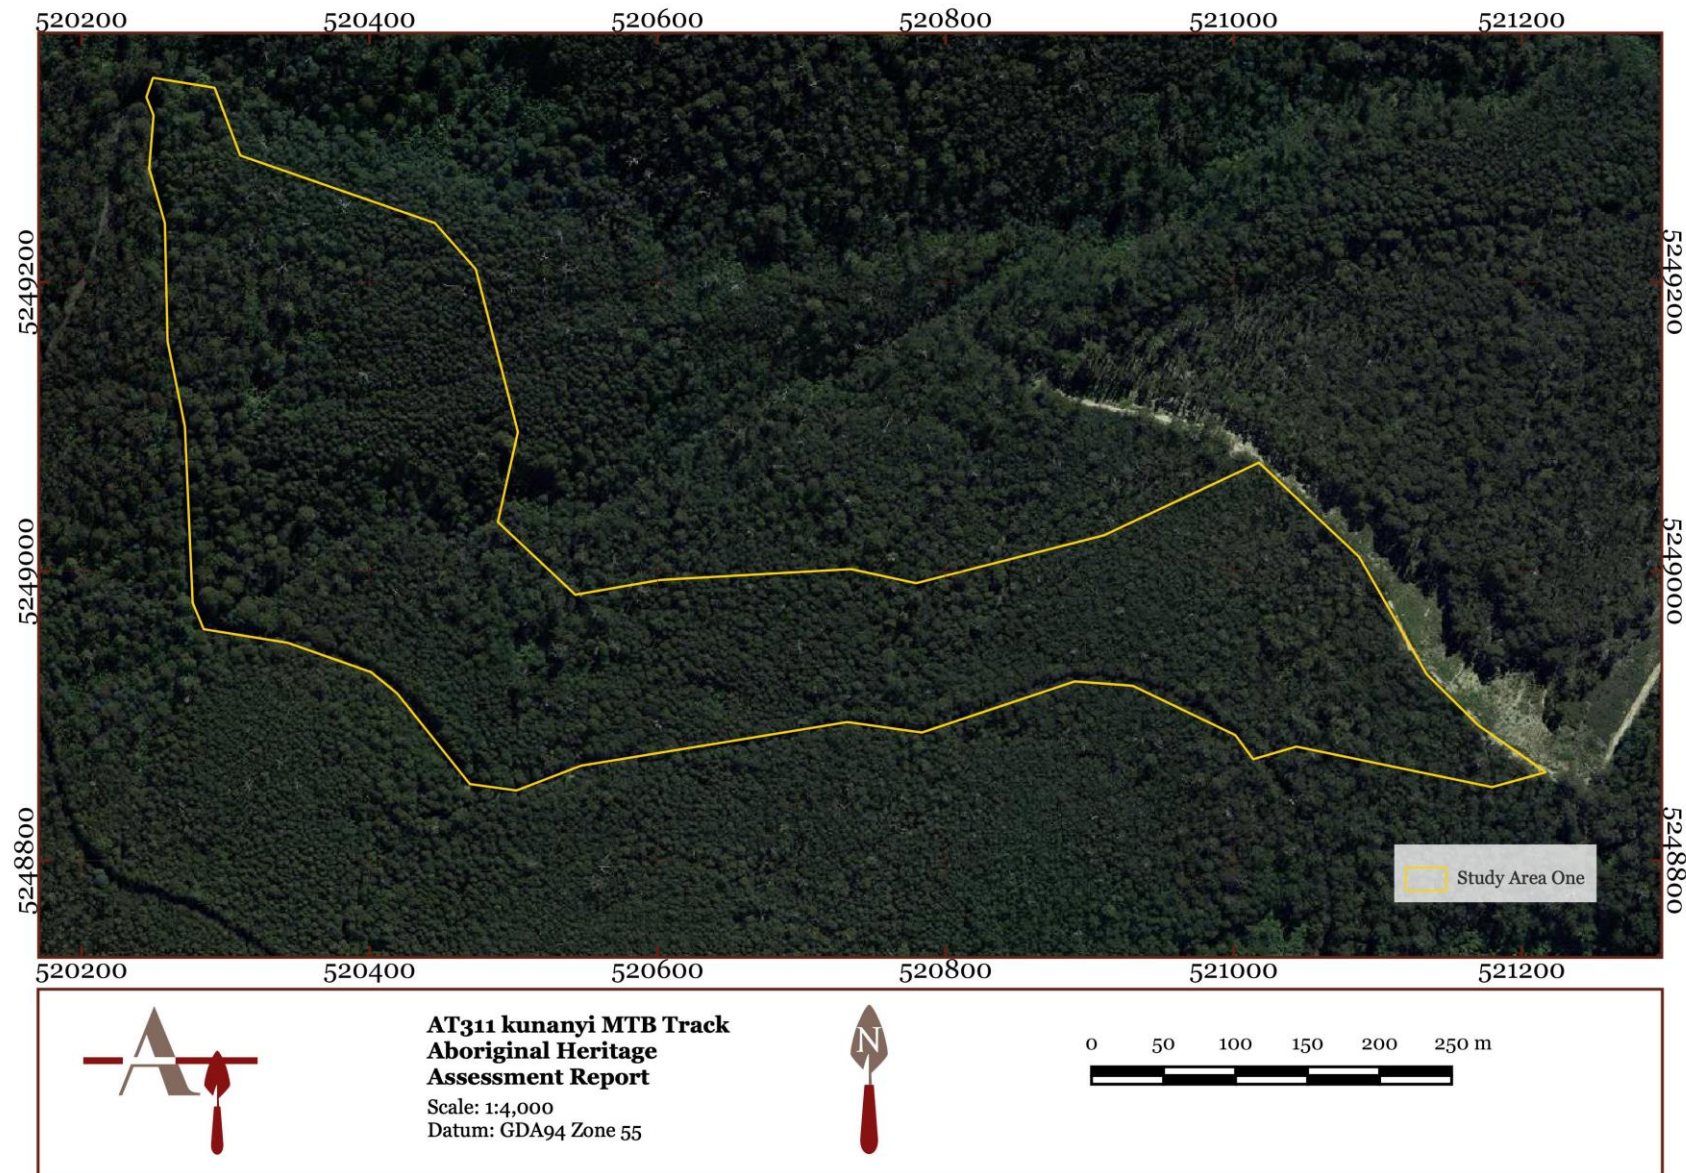 520200 520400 520600 520800 521000 521200
5249200
5249200
5249000
5249000
5248800
5248800
Study Area One
520200 520400 520600 520800 521000 521200
A
AT311 kunanyi MTB Track
Aboriginal Heritage
Assessment Report
Scale: 1:4,000
Datum: GDA94 Zone 55
N
0 50 100 150 200 250 m